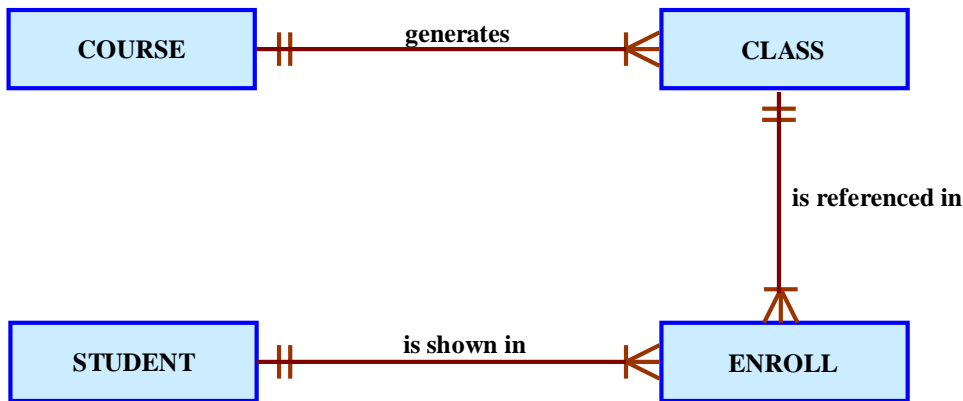 COURSE
generates
CLASS
is referenced in
STUDENT
is shown in
ENROLL